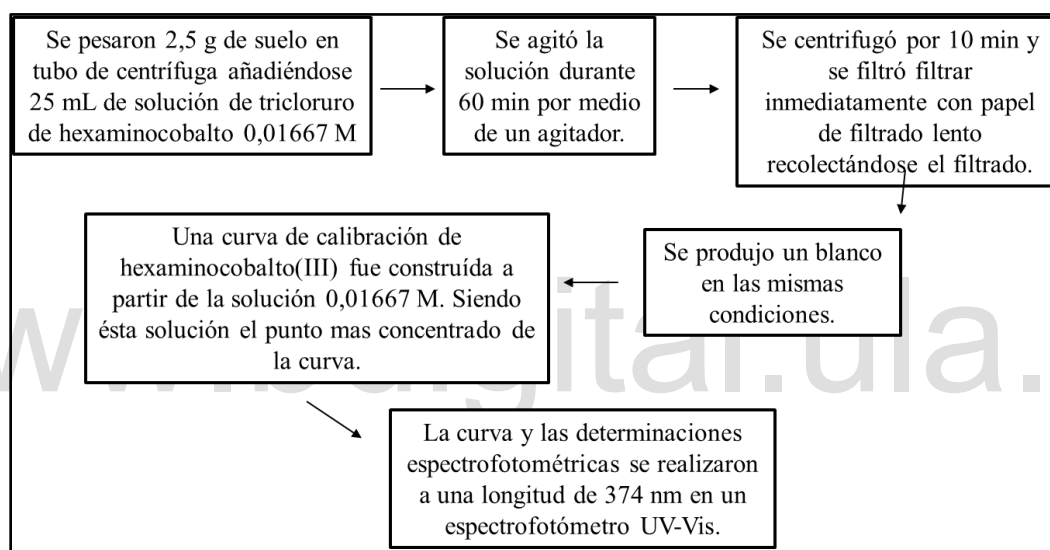 Se pesaron 2,5 g de suelo en
tubo de centrífuga añadiéndose
25 mL de solución de tricloruro
de hexaminocobalto 0,01667 M
Se agitó la
solución durante
60 min por medio
de un agitador.
Se centrifugó por 10 min y
se filtró filtrar
inmediatamente con papel
de filtrado lento
recolectándose el filtrado.
Se produjo un blanco
en las mismas
condiciones.
Una curva de calibración de
hexaminocobalto(III) fue construída a
partir de la solución 0,01667 M. Siendo
ésta solución el punto mas concentrado de
la curva.
La curva y las determinaciones
espectrofotométricas se realizaron
a una longitud de 374 nm en un
espectrofotómetro UV-Vis.